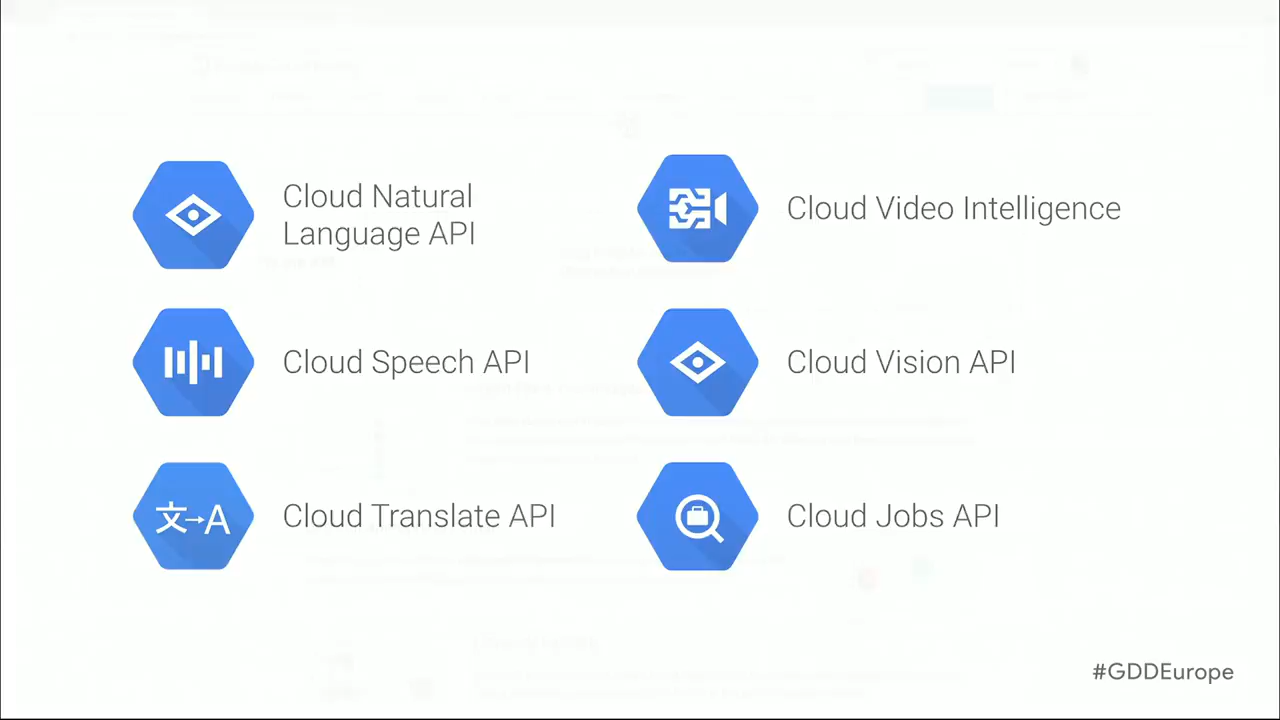 Cloud Natural
Language API
Cloud Video Intelligence
Cloud Speech API
Cloud Vision API
文→A
Cloud Translate API
Cloud Jobs API
#GDDEurope